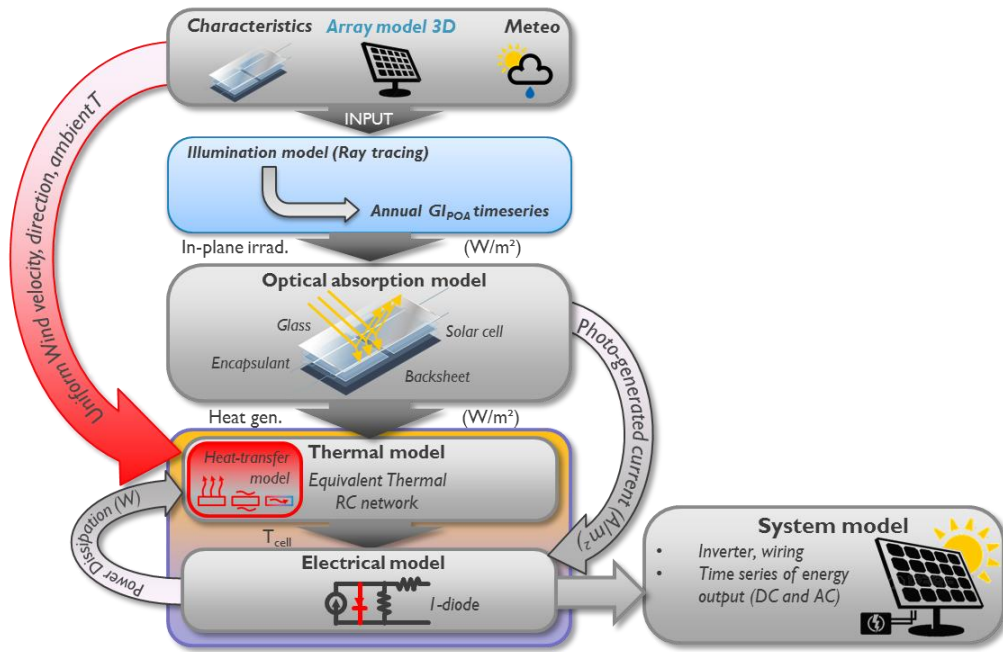 Characteristics
Array model 3D
Meteo
INPUT
Uniform Wind velocity, direction, ambient T
Illumination model (Ray tracing)
Annual GI_POA timeseries
In-plane irrad.
(W/m²)
Optical absorption model
Glass
Solar cell
Encapsulant
Backsheet
Photo-generated current (A/m²)
Heat gen.
(W/m²)
Thermal model
Heat-transfer
model
Equivalent Thermal
RC network
Power Dissipation (W)
T_cell
Electrical model
1-diode
System model
• Inverter, wiring
• Time series of energy
output (DC and AC)